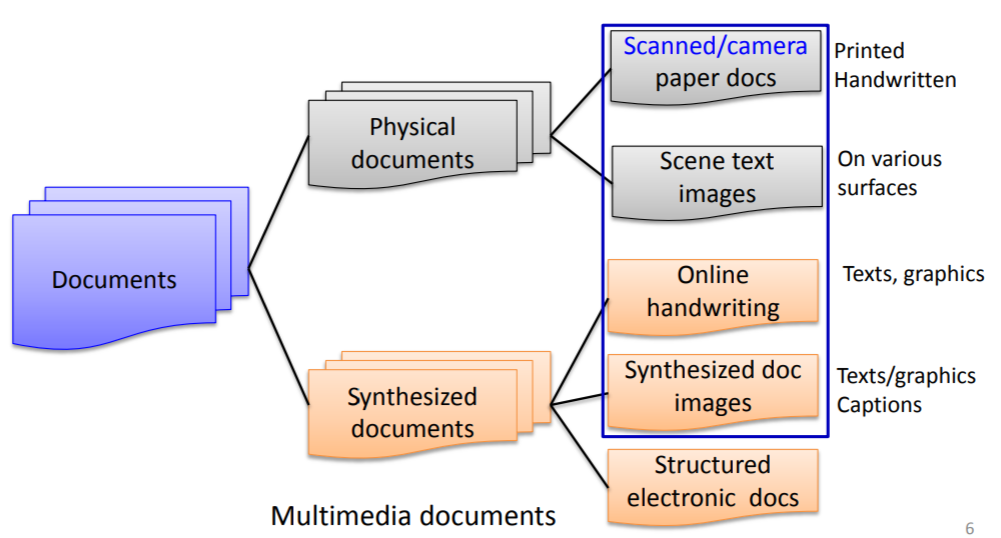 Scanned/camera
paper docs
Printed
Handwritten
Physical
documents
Scene text
images
On various
surfaces
Documents
Online
handwriting
Texts, graphics
Synthesized
documents
Synthesized doc
images
Texts/graphics
Captions
Structured
electronic docs
Multimedia documents
6